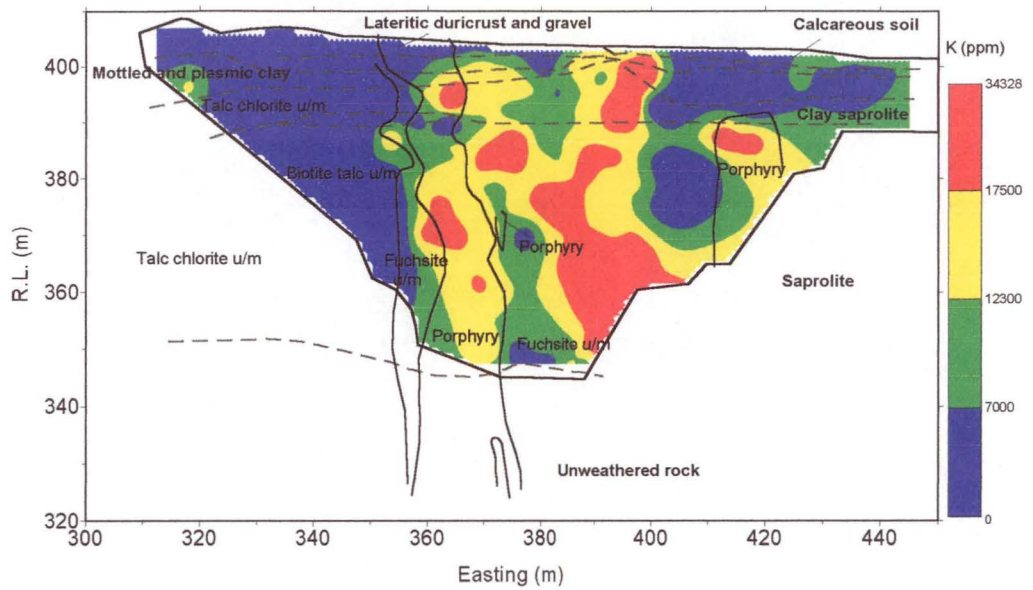 Lateritic duricrust and gravel
Calcareous soil
K (ppm)
34328
17500
12300
7000
0
Mottled and plasmic clay
Talc chlorite u/m
Clay saprolite
Biotite talc u/m
Porphyry
Porphyry
Talc chlorite u/m
Fuchsite
u/m
Saprolite
Porphyry
Fuchsite u/m
Unweathered rock
R.L. (m)
400
380
360
340
320
300
320
340
360
380
400
420
440
Easting (m)